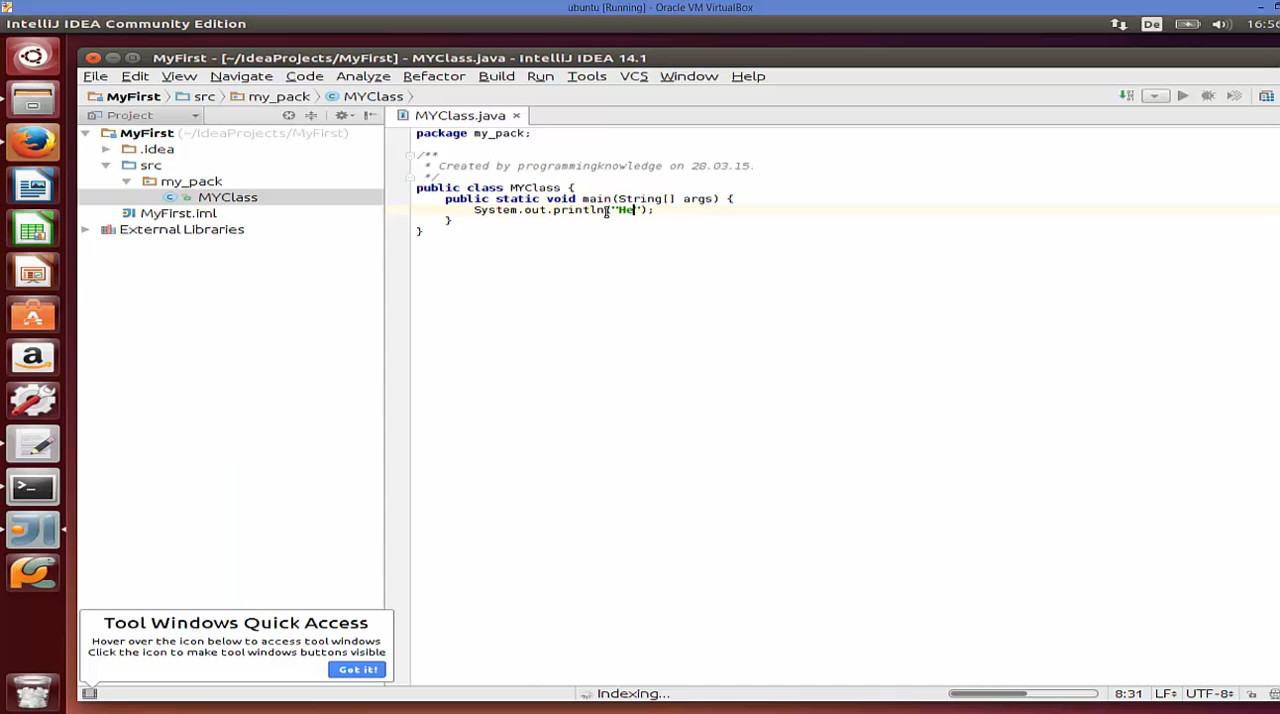 ubuntu [Running] - Oracle VM VirtualBox
IntelliJ IDEA Community Edition
De
16:56
MyFirst - [~/IdeaProjects/MyFirst] - MYClass.java - IntelliJ IDEA 14.1
File Edit View Navigate Code Analyze Refactor Build Run Tools VCS Window Help
MyFirst src my_pack MYClass
Project
MYClass.java
MyFirst (~/IdeaProjects/MyFirst)
.idea
src
my_pack
MYClass
MyFirst.iml
External Libraries
package my_pack;
/**
* Created by programmingknowledge on 28.03.15.
*/
public class MYClass {
public static void main(String[] args) {
System.out.println("He");
}
}
Tool Windows Quick Access
Hover over the icon below to access tool windows
Click the icon to make tool windows buttons visible
Got it!
Indexing...
8:31 LF UTF-8